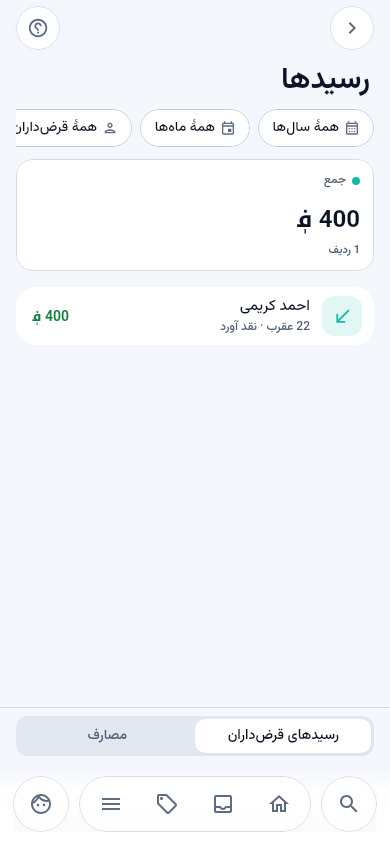 رسیدها
همهٔ سال‌ها
همهٔ ماه‌ها
همهٔ قرض‌داران
جمع
400 ؋
1 ردیف
احمد کریمی
22 عقرب · نقد آورد
400 ؋
رسیدهای قرض‌داران
مصارف